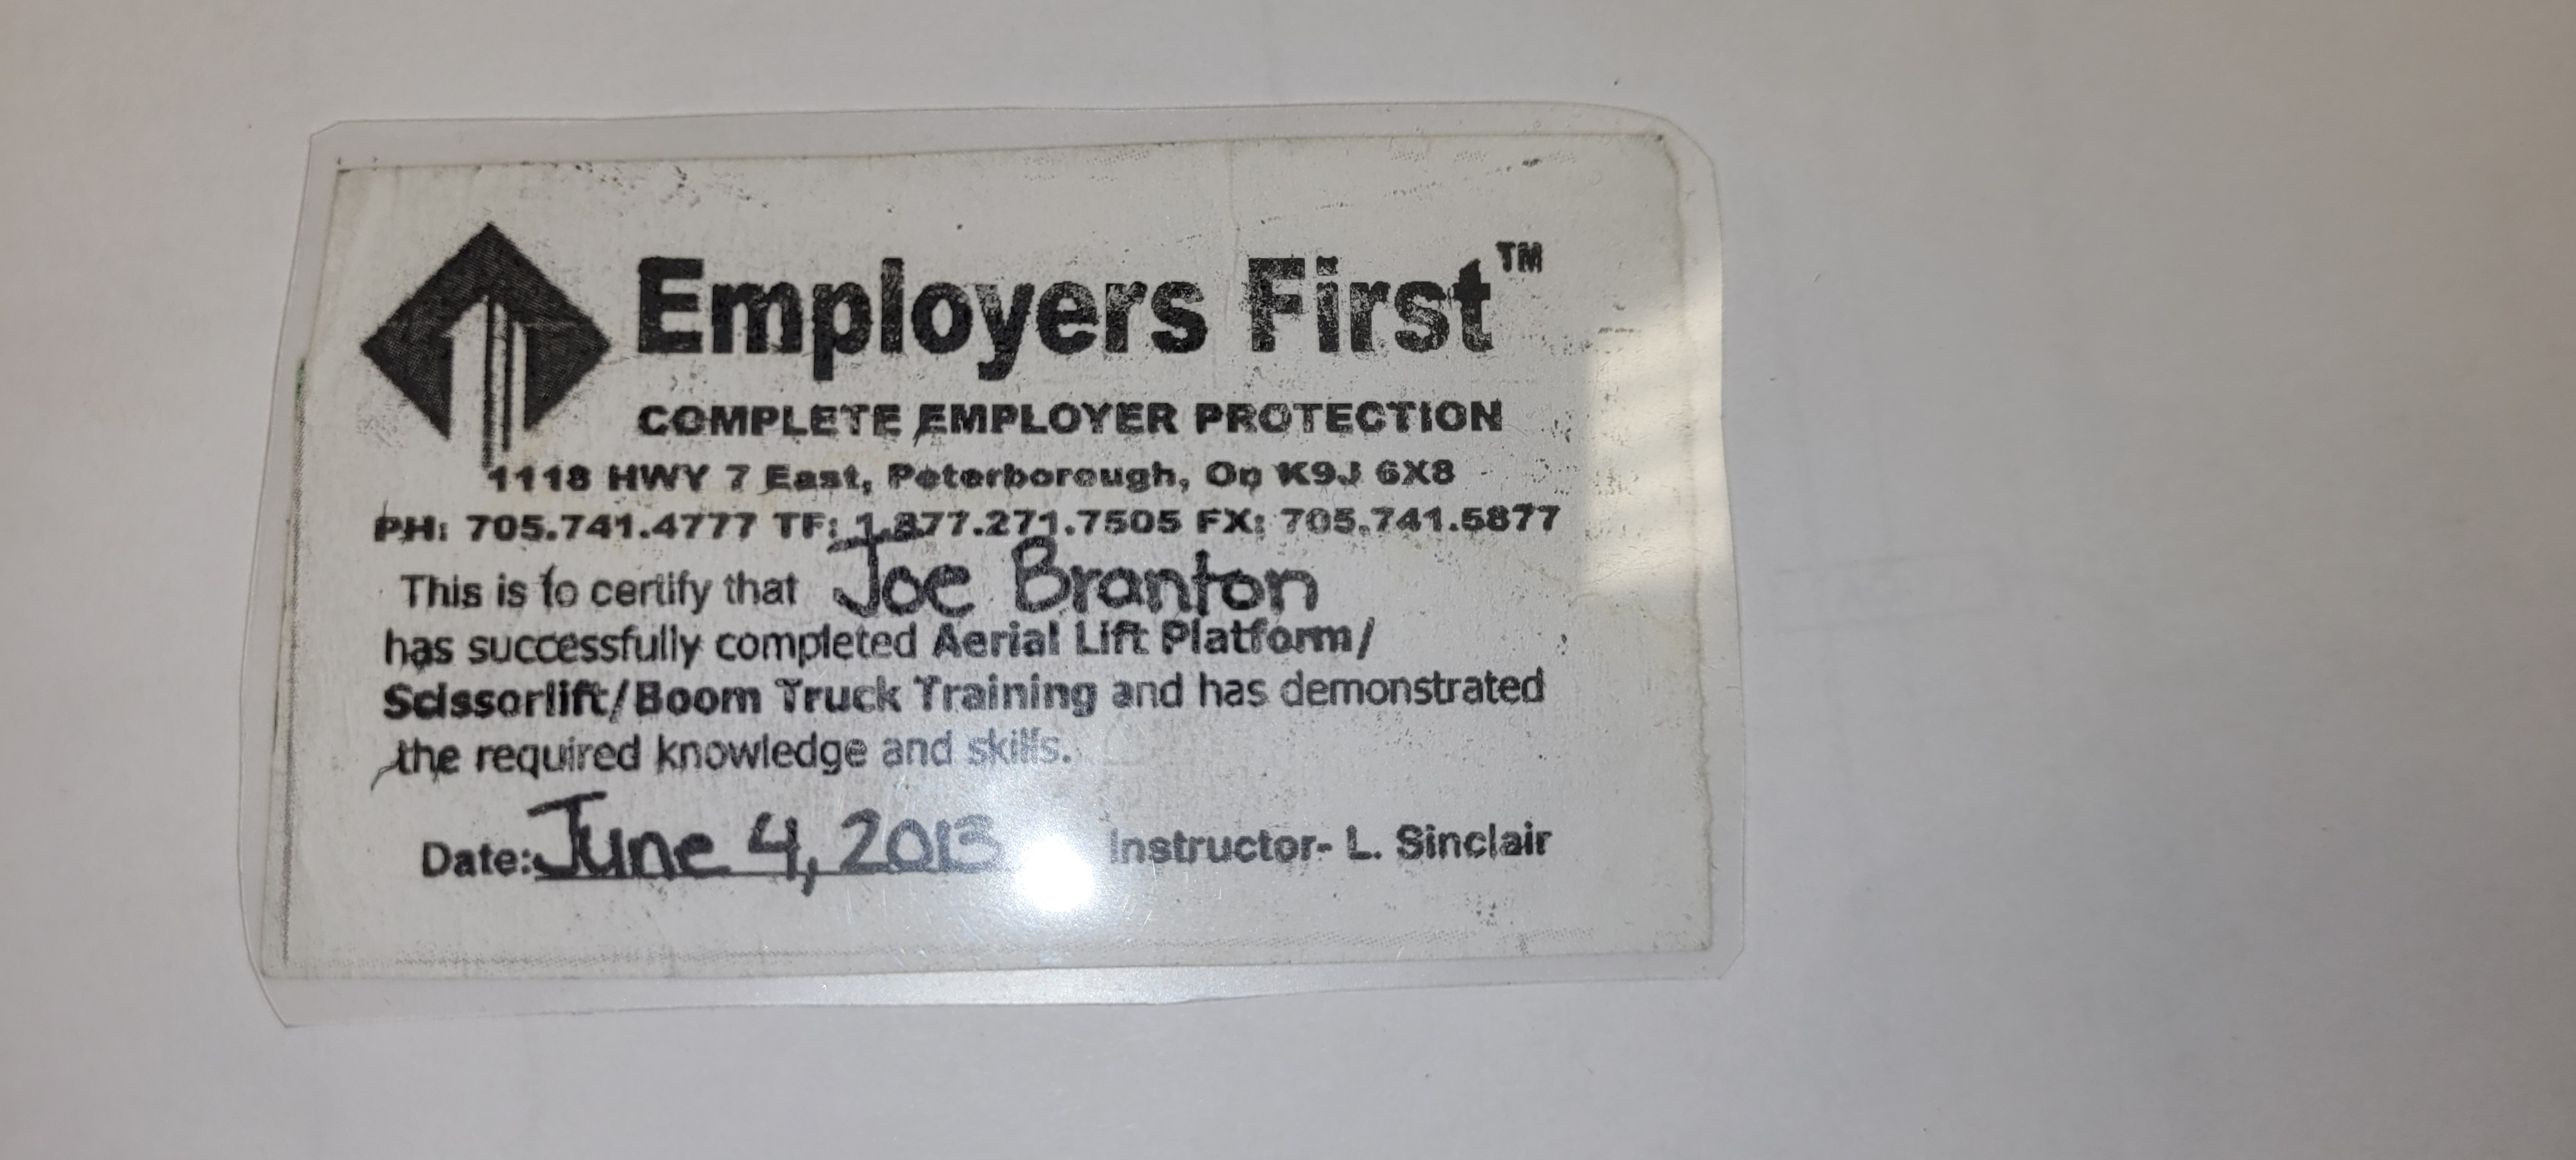 Employers First™
COMPLETE EMPLOYER PROTECTION
1118 HWY 7 East, Peterborough, On K9J 6X8
PH: 705.741.4777 TF: 1.877.271.7505 FX: 705.741.5877
This is to certify that Joe Branton
has successfully completed Aerial Lift Platform/
Scissorlift/Boom Truck Training and has demonstrated
the required knowledge and skills.
Date: June 4, 2013 Instructor- L. Sinclair